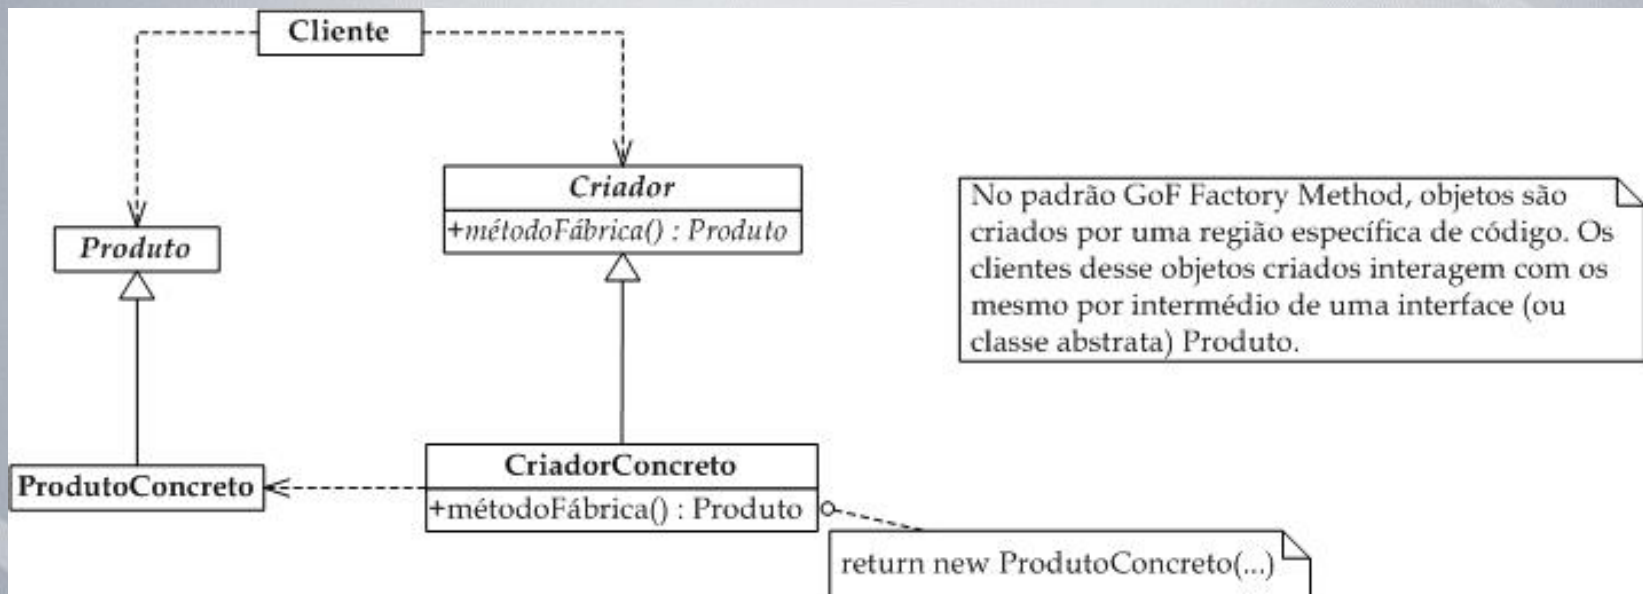 Cliente
Criador
+métodoFábrica() : Produto
Produto
No padrão GoF Factory Method, objetos são
criados por uma região específica de código. Os
clientes desse objetos criados interagem com os
mesmo por intermédio de uma interface (ou
classe abstrata) Produto.
CriadorConcreto
+métodoFábrica() : Produto
ProdutoConcreto
return new ProdutoConcreto(...)